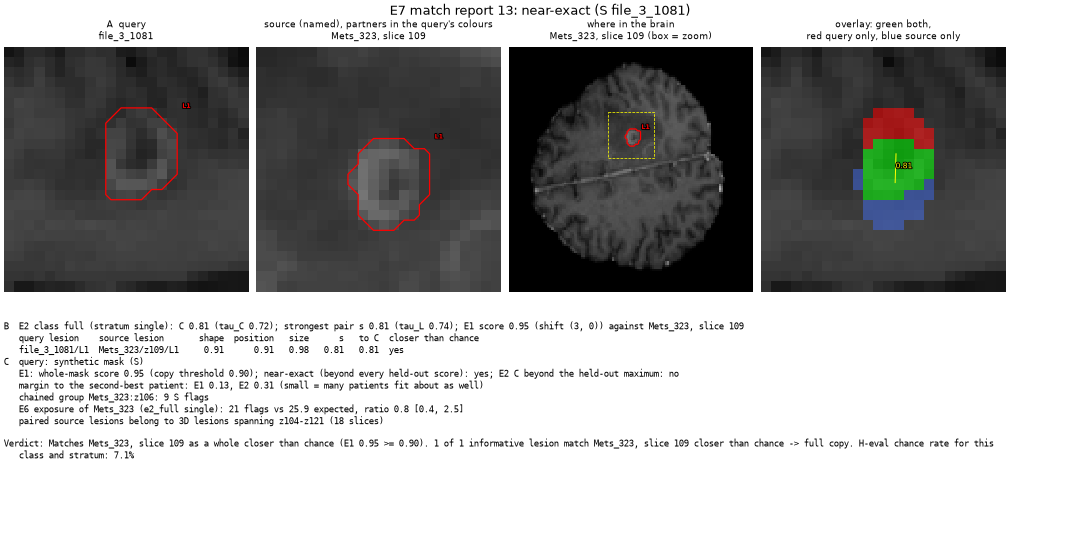 E7 match report 13: near-exact (S file_3_1081)
A  query
file_3_1081
source (named), partners in the query's colours
Mets_323, slice 109
where in the brain
Mets_323, slice 109 (box = zoom)
overlay: green both,
red query only, blue source only
L1
L1
L1
0.81
B  E2 class full (stratum single): C 0.81 (tau_C 0.72); strongest pair s 0.81 (tau_L 0.74); E1 score 0.95 (shift (3, 0)) against Mets_323, slice 109
query lesion    source lesion       shape  position   size      s   to C  closer than chance
file_3_1081/L1  Mets_323/z109/L1     0.91      0.91   0.98   0.81   0.81  yes
C  query: synthetic mask (S)
E1: whole-mask score 0.95 (copy threshold 0.90); near-exact (beyond every held-out score): yes; E2 C beyond the held-out maximum: no
margin to the second-best patient: E1 0.13, E2 0.31 (small = many patients fit about as well)
chained group Mets_323:z106: 9 S flags
E6 exposure of Mets_323 (e2_full single): 21 flags vs 25.9 expected, ratio 0.8 [0.4, 2.5]
paired source lesions belong to 3D lesions spanning z104-z121 (18 slices)
Verdict: Matches Mets_323, slice 109 as a whole closer than chance (E1 0.95 >= 0.90). 1 of 1 informative lesion match Mets_323, slice 109 closer than chance -> full copy. H-eval chance rate for this
class and stratum: 7.1%